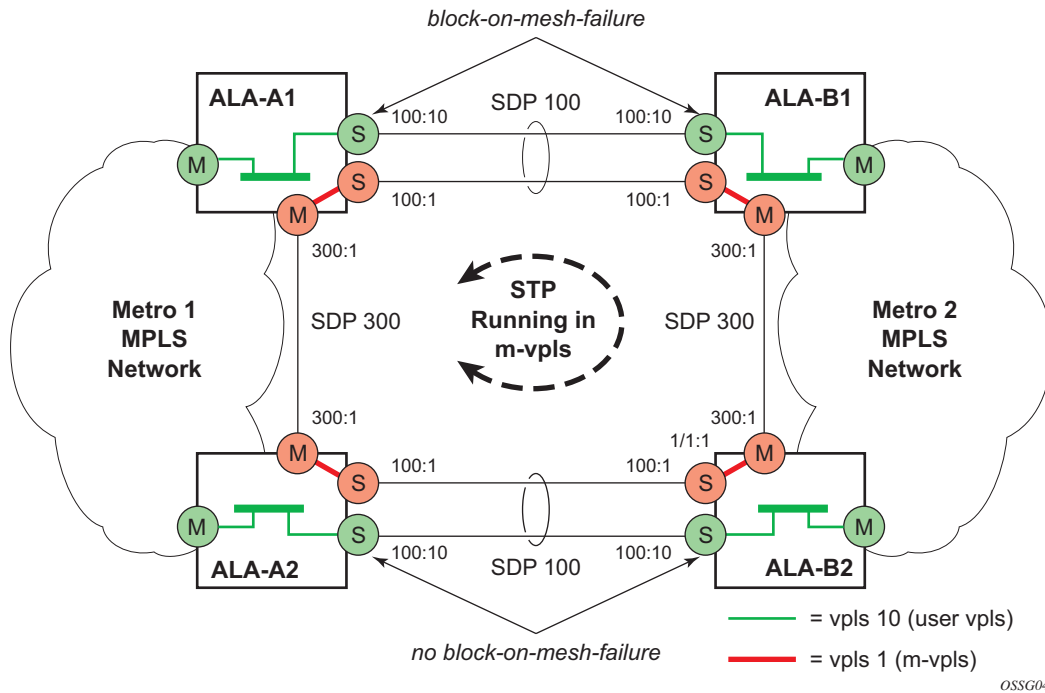 block-on-mesh-failure
ALA-A1
SDP 100
ALA-B1
100:10
100:10
S
S
M
M
S
S
100:1
100:1
M
M
300:1
300:1
STP
Running in
m-vpls
Metro 1
MPLS
Network
SDP 300
SDP 300
Metro 2
MPLS
Network
300:1
300:1
1/1:1
M
M
100:1
100:1
S
S
M
S
S
M
100:10
100:10
ALA-A2
SDP 100
ALA-B2
= vpls 10 (user vpls)
no block-on-mesh-failure
= vpls 1 (m-vpls)